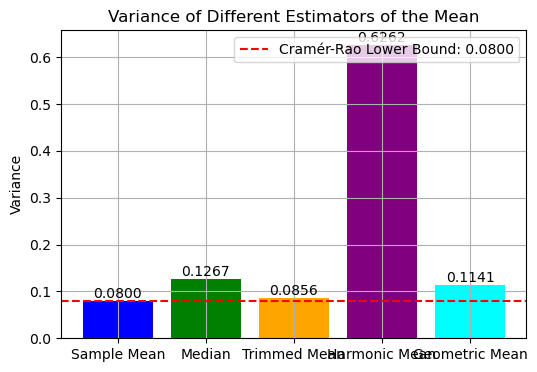 Variance of Different Estimators of the Mean
Cramér-Rao Lower Bound: 0.0800
Variance
0.6
0.5
0.4
0.3
0.2
0.1
0.0
0.0800
0.1267
0.0856
0.6262
0.1141
Sample Mean
Median
Trimmed Mean
Harmonic Mean
Geometric Mean